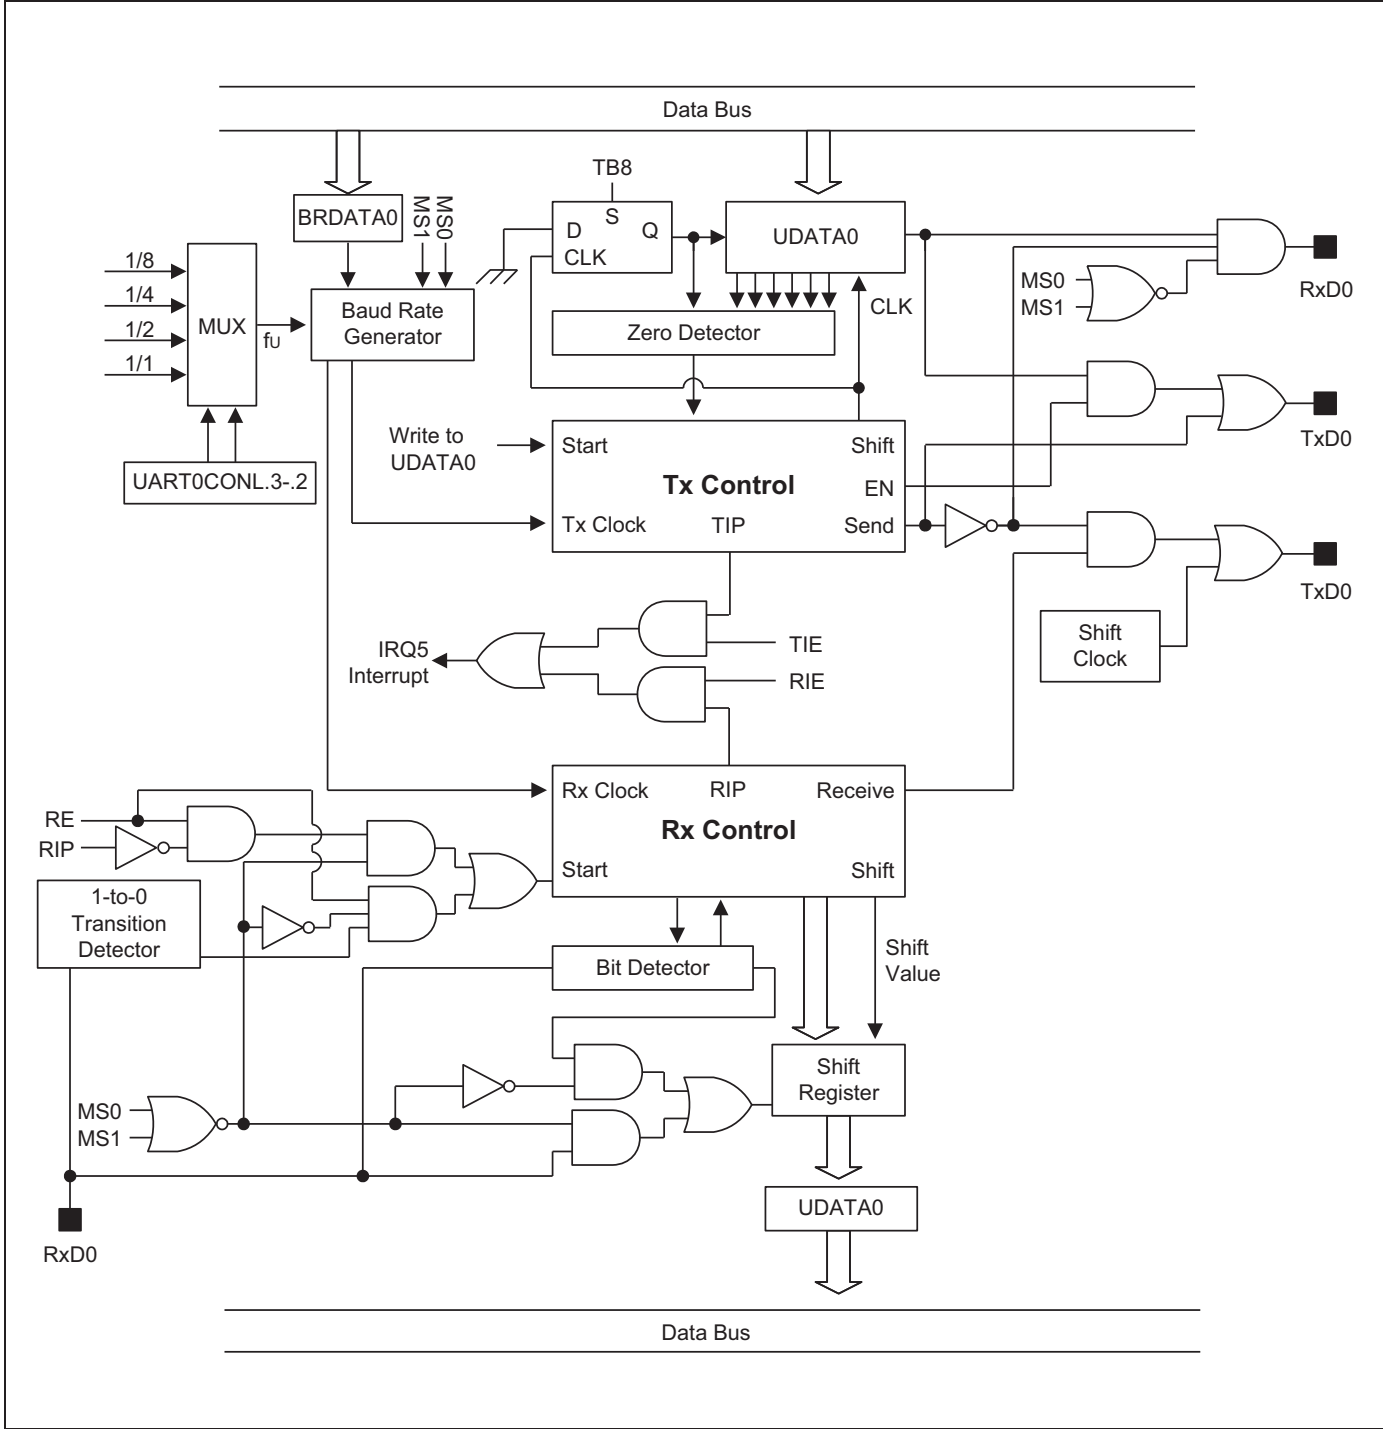 Data Bus
TB8
BRDATA0
MS1
MS0
D
S
Q
CLK
UDATA0
1/8
1/4
1/2
1/1
MUX
fU
Baud Rate
Generator
Zero Detector
CLK
MS0
MS1
RxD0
UART0CONL.3-.2
Write to
UDATA0
Start
Shift
Tx Control
EN
Tx Clock
TIP
Send
TxD0
TxD0
Shift
Clock
IRQ5
Interrupt
TIE
RIE
Rx Clock
RIP
Receive
Rx Control
Start
Shift
RE
RIP
1-to-0
Transition
Detector
Bit Detector
Shift
Value
Shift
Register
MS0
MS1
UDATA0
RxD0
Data Bus